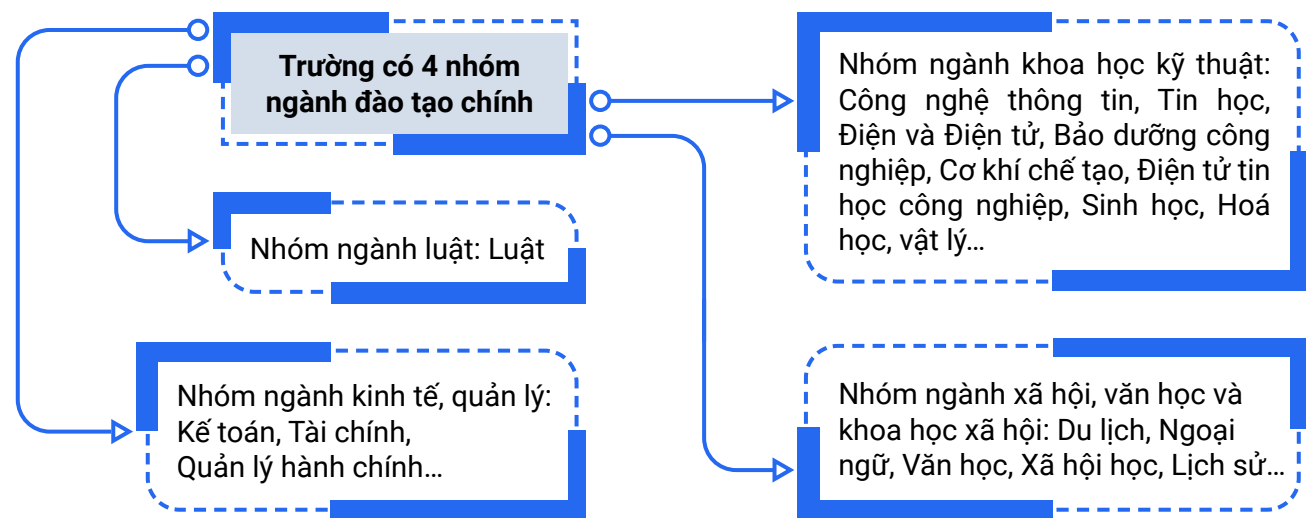 Trường có 4 nhóm
ngành đào tạo chính
Nhóm ngành luật: Luật
Nhóm ngành kinh tế, quản lý:
Kế toán, Tài chính,
Quản lý hành chính…
Nhóm ngành khoa học kỹ thuật:
Công nghệ thông tin, Tin học,
Điện và Điện tử, Bảo dưỡng công
nghiệp, Cơ khí chế tạo, Điện tử tin
học công nghiệp, Sinh học, Hoá
học, vật lý…
Nhóm ngành xã hội, văn học và
khoa học xã hội: Du lịch, Ngoại
ngữ, Văn học, Xã hội học, Lịch sử…